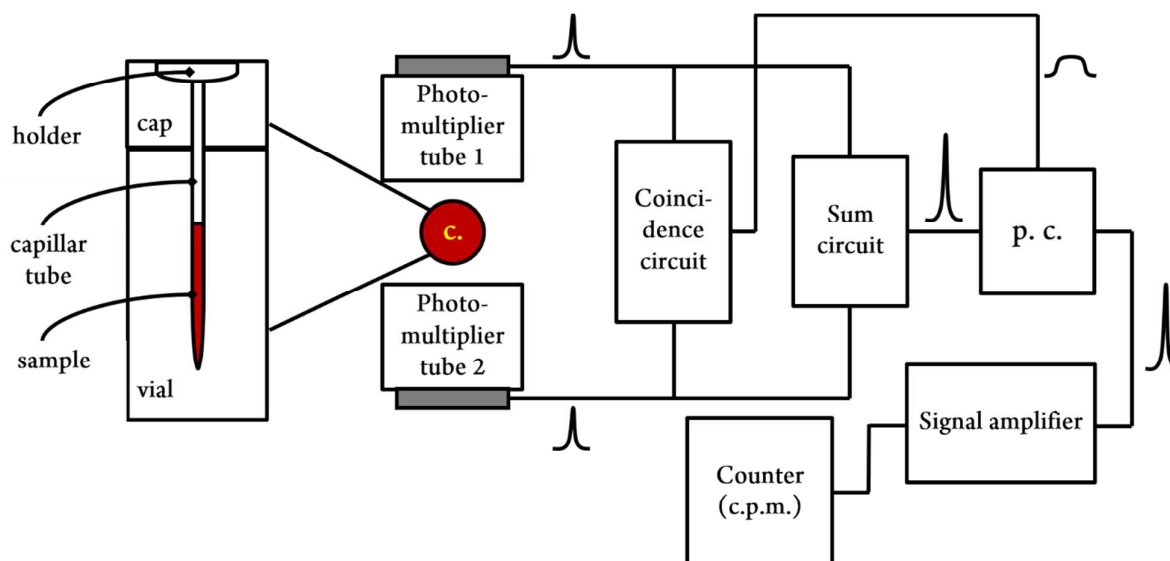 holder
cap
capillar
tube
sample
vial
Photo-
multiplier
tube 1
c.
Photo-
multiplier
tube 2
Coinci-
dence
circuit
Sum
circuit
p. c.
Signal amplifier
Counter
(c.p.m.)